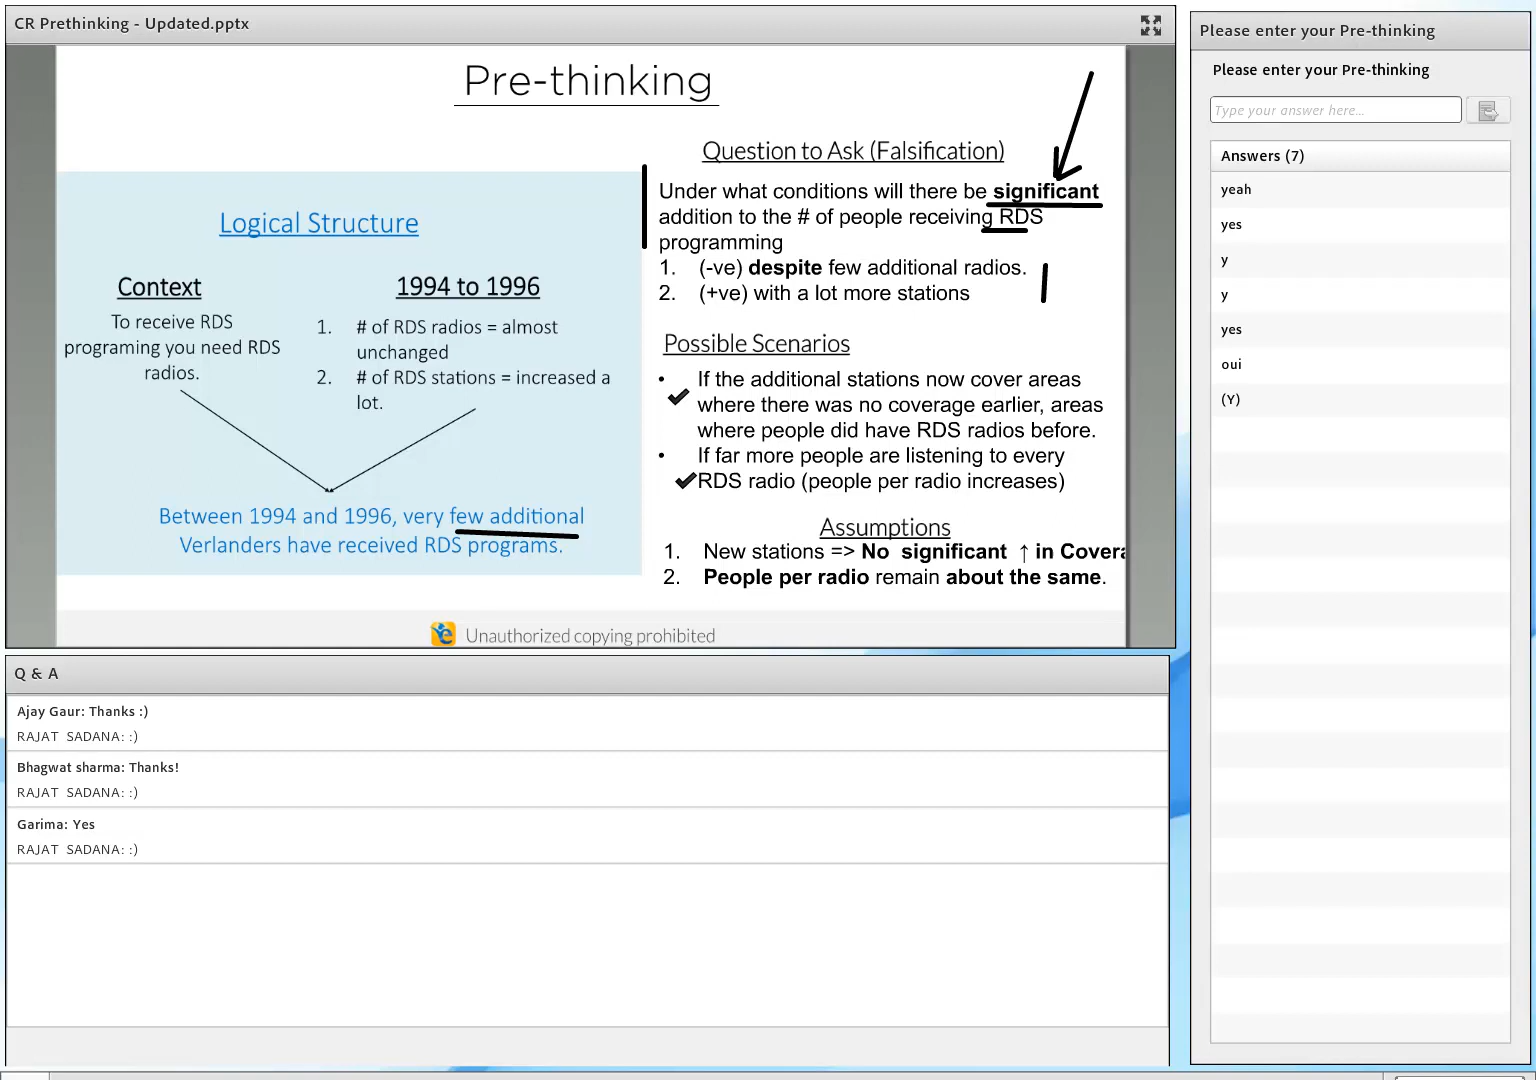 CR Prethinking - Updated.pptx
Pre-thinking
Logical Structure
Context
To receive RDS
programing you need RDS
radios.
1994 to 1996
1. # of RDS radios = almost
unchanged
2. # of RDS stations = increased a
lot.
Between 1994 and 1996, very few additional
Verlanders have received RDS programs.
Question to Ask (Falsification)
Under what conditions will there be significant
addition to the # of people receiving RDS
programming
1. (-ve) despite few additional radios.
2. (+ve) with a lot more stations
Possible Scenarios
• If the additional stations now cover areas
where there was no coverage earlier, areas
where people did have RDS radios before.
• If far more people are listening to every
RDS radio (people per radio increases)
Assumptions
1. New stations => No significant ↑ in Covera
2. People per radio remain about the same.
Unauthorized copying prohibited
Q & A
Ajay Gaur: Thanks :)
RAJAT SADANA: :)
Bhagwat sharma: Thanks!
RAJAT SADANA: :)
Garima: Yes
RAJAT SADANA: :)
Please enter your Pre-thinking
Please enter your Pre-thinking
Type your answer here...
Answers (7)
yeah
yes
y
y
yes
oui
(Y)